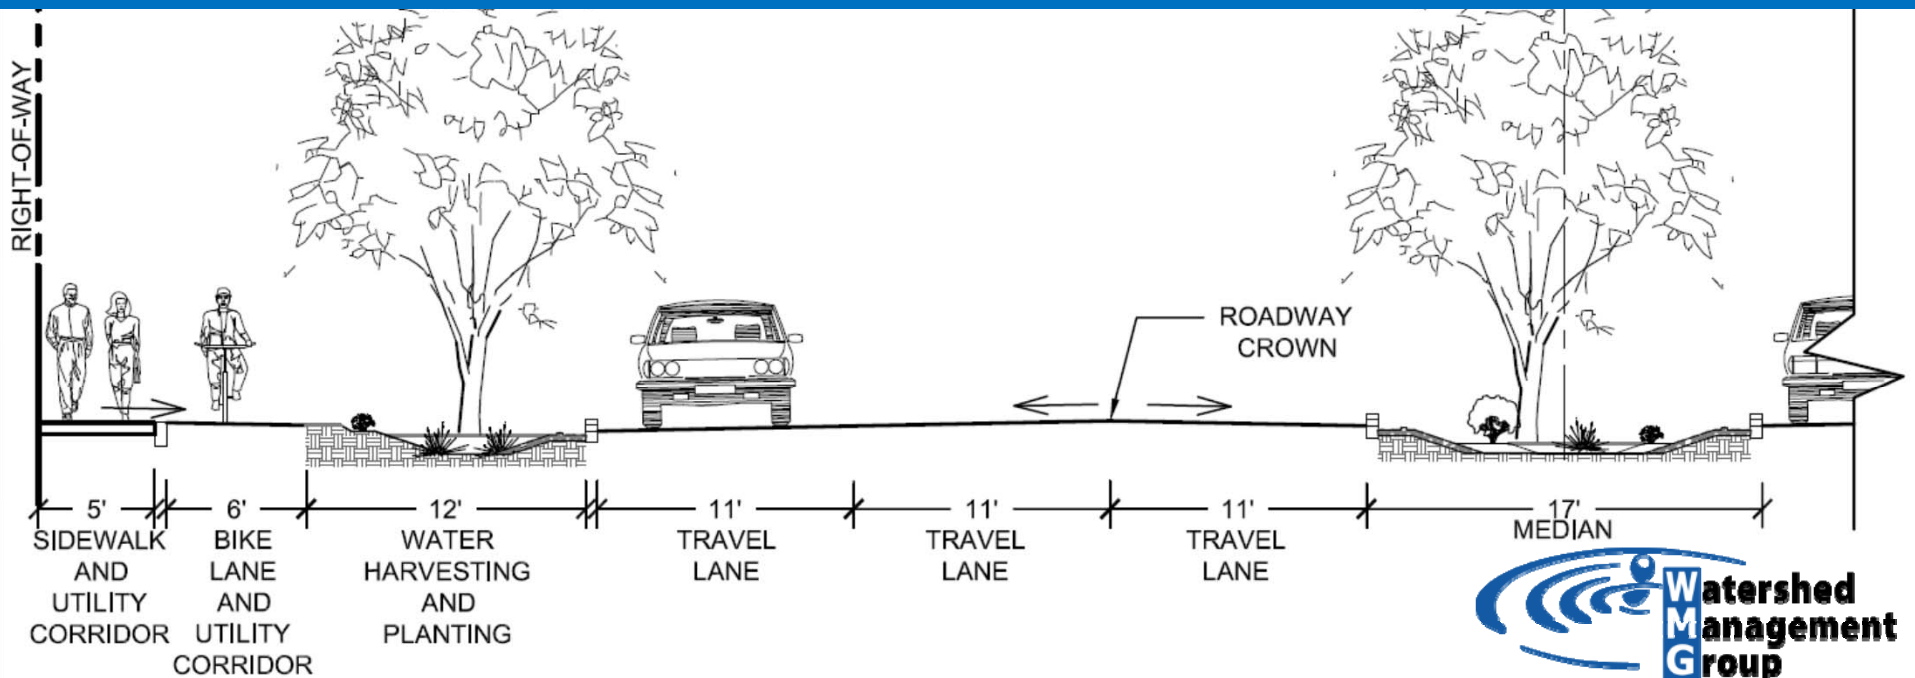 RIGHT-OF-WAY
ROADWAY
CROWN
5'
SIDEWALK
AND
UTILITY
CORRIDOR
6'
BIKE
LANE
AND
UTILITY
CORRIDOR
12'
WATER
HARVESTING
AND
PLANTING
11'
TRAVEL
LANE
11'
TRAVEL
LANE
11'
TRAVEL
LANE
17'
MEDIAN
Watershed
Management
Group